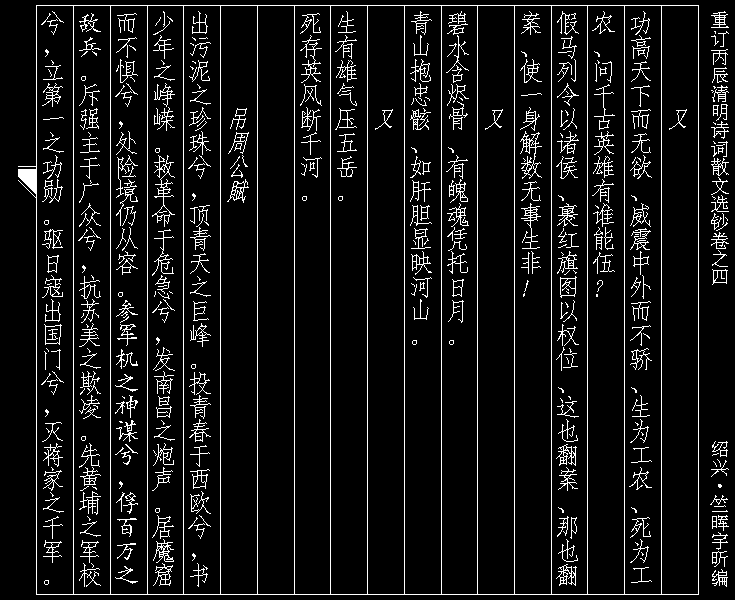 重订丙辰清明诗词散文选钞卷之四
绍兴·竺晖宇昕编
又
功高天下而无欲、威震中外而不骄、生为工农、死为工
农、问千古英雄有谁能伍？
假马列令以诸侯、裹红旗图以权位、这也翻案、那也翻
案、使一身解数无事生非！
又
碧水含烬骨、有魄魂凭托日月。
青山抱忠骸、如肝胆显映河山。
又
生有雄气压五岳。
死存英风断千河。
吊周公赋
出污泥之珍珠兮，顶青天之巨峰。投青春于西欧兮，书
少年之峥嵘。救革命于危急兮，发南昌之炮声。居魔窟
而不惧兮，处险境仍从容。参军机之神谋兮，俘百万之
敌兵。斥强主于广众兮，抗苏美之欺凌。先黄埔之军校
兮，立第一之功勋。驱日寇出国门兮，灭蒋家之千军。